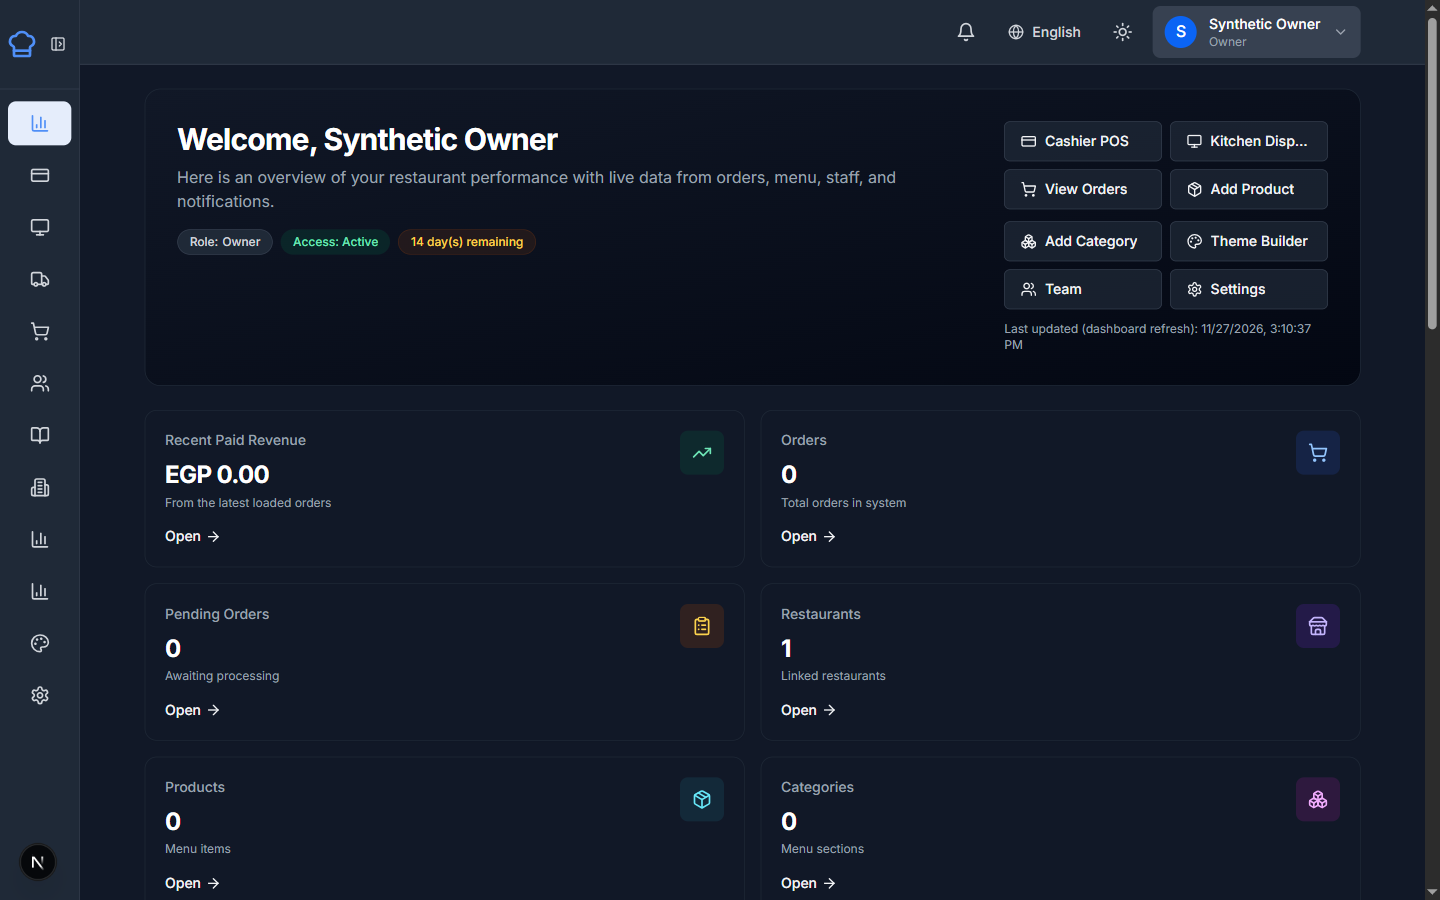 English
S
Synthetic Owner
Owner
Welcome, Synthetic Owner
Here is an overview of your restaurant performance with live data from orders, menu, staff, and
notifications.
Role: Owner
Access: Active
14 day(s) remaining
Cashier POS
Kitchen Disp...
View Orders
Add Product
Add Category
Theme Builder
Team
Settings
Last updated (dashboard refresh): 11/27/2026, 3:10:37
PM
Recent Paid Revenue
EGP 0.00
From the latest loaded orders
Open
Orders
0
Total orders in system
Open
Pending Orders
0
Awaiting processing
Open
Restaurants
1
Linked restaurants
Open
Products
0
Menu items
Open
Categories
0
Menu sections
Open
N